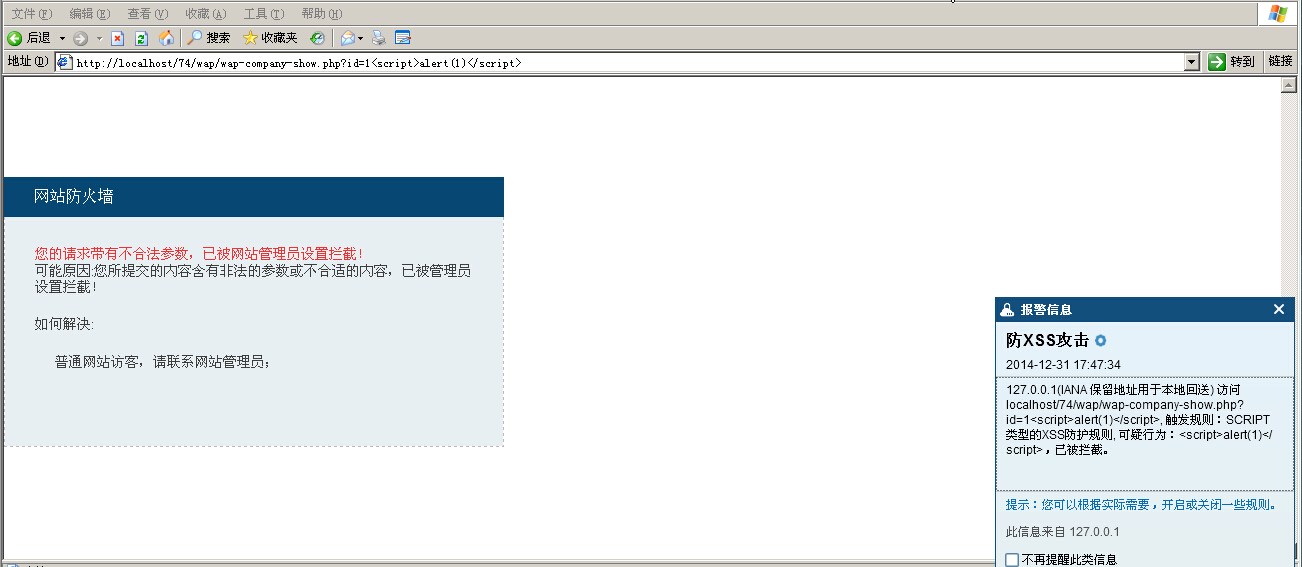 文件(F) 编辑(E) 查看(V) 收藏(A) 工具(T) 帮助(H)
后退 搜索 收藏夹
地址(D) http://localhost/74/wap/wap-company-show.php?id=1<script>alert(1)</script> 转到 链接
网站防火墙
您的请求带有不合法参数，已被网站管理员设置拦截！
可能原因:您所提交的内容含有非法的参数或不合适的内容，已被管理员
设置拦截！
如何解决:
普通网站访客，请联系网站管理员；
报警信息
防XSS攻击
2014-12-31 17:47:34
127.0.0.1(IANA 保留地址用于本地回送) 访问
localhost/74/wap/wap-company-show.php?
id=1<script>alert(1)</script>, 触发规则：SCRIPT
类型的XSS防护规则, 可疑行为：<script>alert(1)</
script>，已被拦截。
提示：您可以根据实际需要，开启或关闭一些规则。
此信息来自 127.0.0.1
不再提醒此类信息